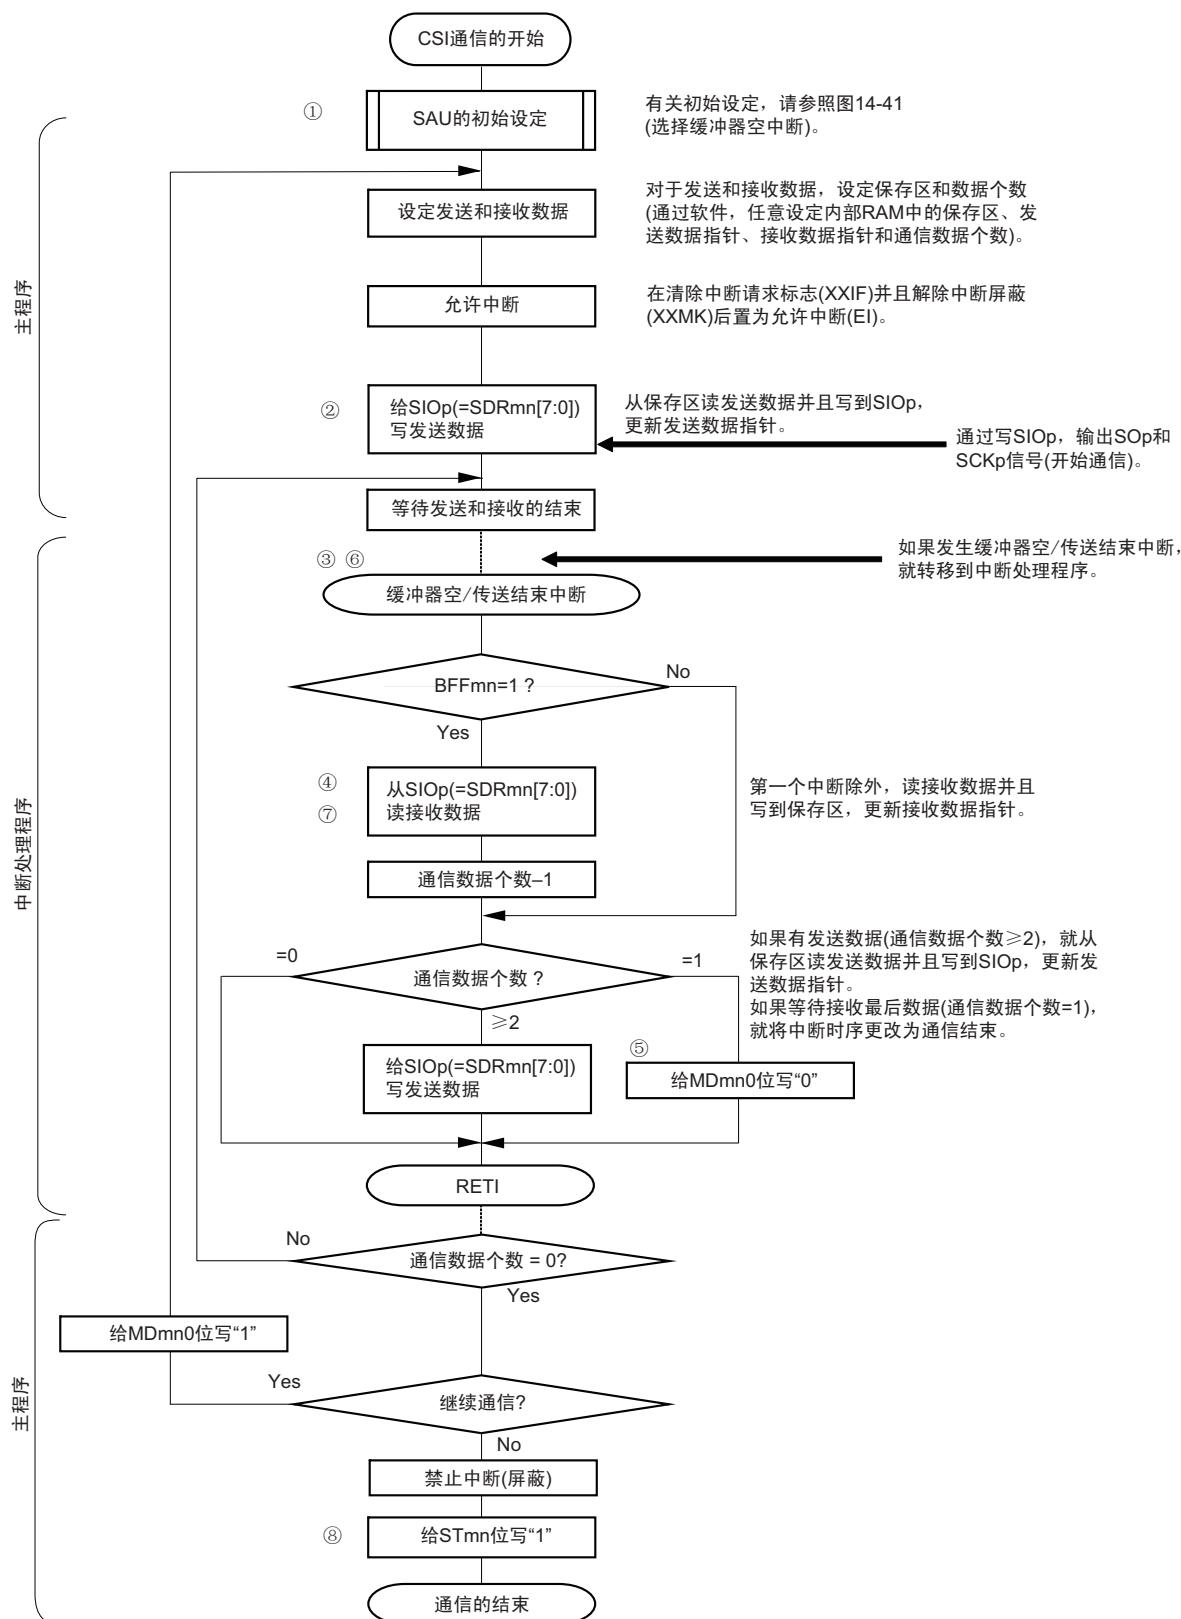 CSI通信的开始
①
SAU的初始设定
有关初始设定，请参照图14-41
(选择缓冲器空中断)。
设定发送和接收数据
对于发送和接收数据，设定保存区和数据个数
(通过软件，任意设定内部RAM中的保存区、发
送数据指针、接收数据指针和通信数据个数)。
主程序
允许中断
在清除中断请求标志(XXIF)并且解除中断屏蔽
(XXMK)后置为允许中断(EI)。
②
给SIOp(=SDRmn[7:0])
写发送数据
从保存区读发送数据并且写到SIOp，
更新发送数据指针。
通过写SIOp，输出SOp和
SCKp信号(开始通信)。
等待发送和接收的结束
③ ⑥
如果发生缓冲器空/传送结束中断，
就转移到中断处理程序。
缓冲器空/传送结束中断
BFFmn=1 ?
No
Yes
④
⑦
从SIOp(=SDRmn[7:0])
读接收数据
第一个中断除外，读接收数据并且
写到保存区，更新接收数据指针。
中断处理程序
通信数据个数–1
=0
通信数据个数 ?
=1
≥2
如果有发送数据(通信数据个数≥2)，就从
保存区读发送数据并且写到SIOp，更新发
送数据指针。
如果等待接收最后数据(通信数据个数=1)，
就将中断时序更改为通信结束。
给SIOp(=SDRmn[7:0])
写发送数据
⑤
给MDmn0位写“0”
RETI
No
通信数据个数 = 0?
Yes
给MDmn0位写“1”
Yes
继续通信?
No
主程序
禁止中断(屏蔽)
⑧
给STmn位写“1”
通信的结束